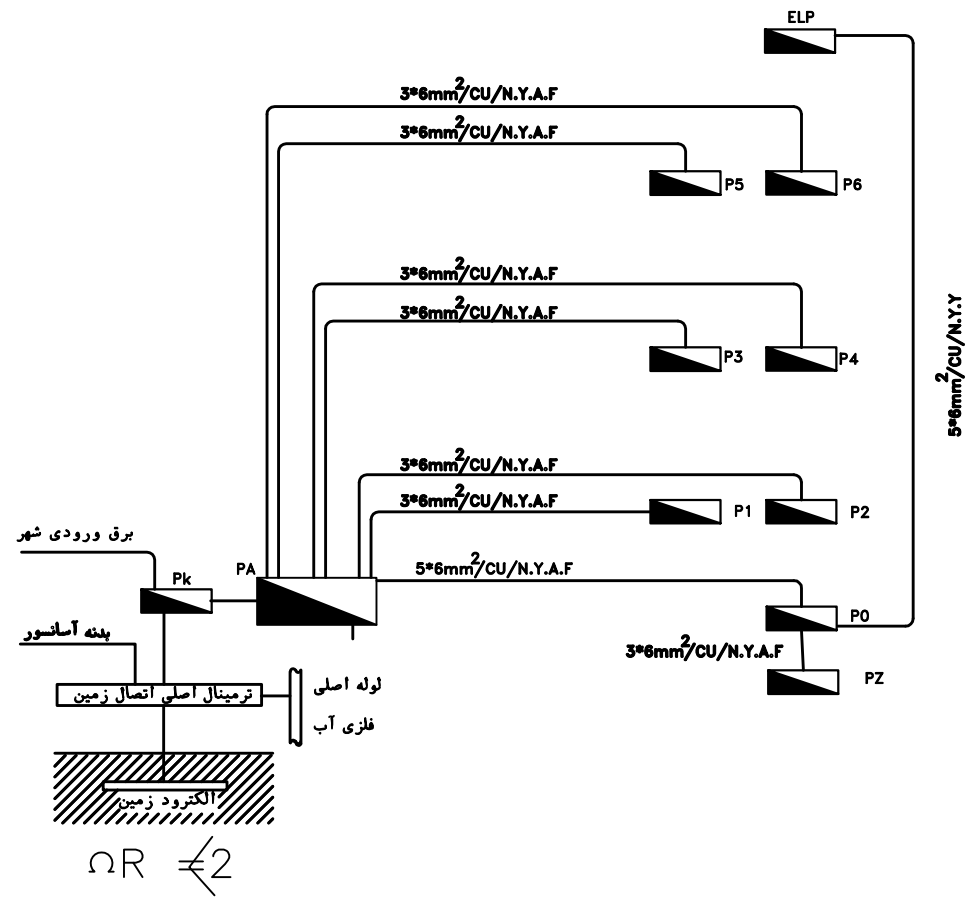 ELP
3*6mm²/CU/N.Y.A.F
3*6mm²/CU/N.Y.A.F
P5
P6
3*6mm²/CU/N.Y.A.F
3*6mm²/CU/N.Y.A.F
P3
P4
5*6mm²/CU/N.Y.Y
3*6mm²/CU/N.Y.A.F
3*6mm²/CU/N.Y.A.F
P1
P2
برق ورودی شهر
Pk
PA
5*6mm²/CU/N.Y.A.F
P0
بدنه آسانسور
3*6mm²/CU/N.Y.A.F
PZ
ترمینال اصلی اتصال زمین
لوله اصلی
فلزی آب
الکترود زمین
ΩR ≤2